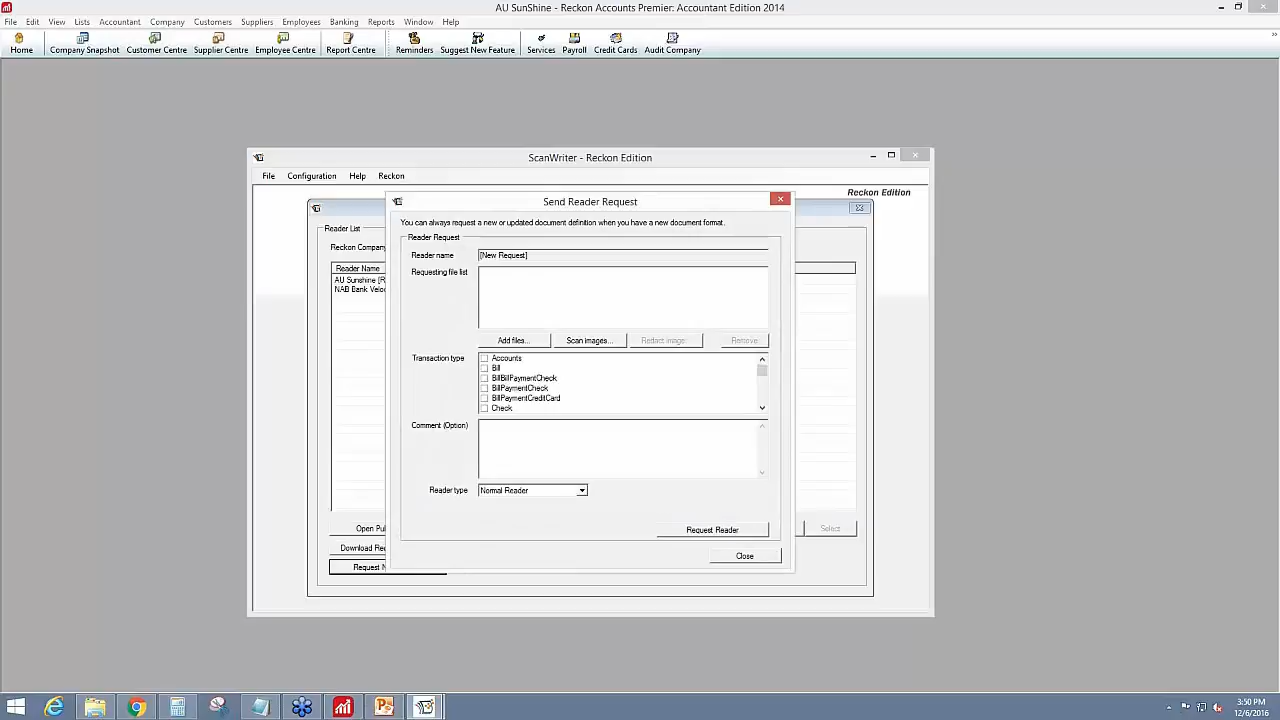 AU SunShine - Reckon Accounts Premier: Accountant Edition 2014
File Edit View Lists Accountant Company Customers Suppliers Employees Banking Reports Window Help
Home Company Snapshot Customer Centre Supplier Centre Employee Centre Report Centre Reminders Suggest New Feature Services Payroll Credit Cards Audit Company
ScanWriter - Reckon Edition
File Configuration Help Reckon
Reckon Edition
Send Reader Request
You can always request a new or updated document definition when you have a new document format.
Reader List
Reader Request
Reckon Company
Reader name [New Request]
Reader Name
Requesting file list
AU Sunshine [R
NAB Bank Velo
Add files... Scan images... Redact image... Remove
Transaction type
Accounts
Bill
BillBillPaymentCheck
BillPaymentCheck
BillPaymentCreditCard
Check
Comment (Option)
Reader type Normal Reader
Open Pu
Request Reader
Select
Download Re
Close
Request N
3:50 PM
12/6/2016